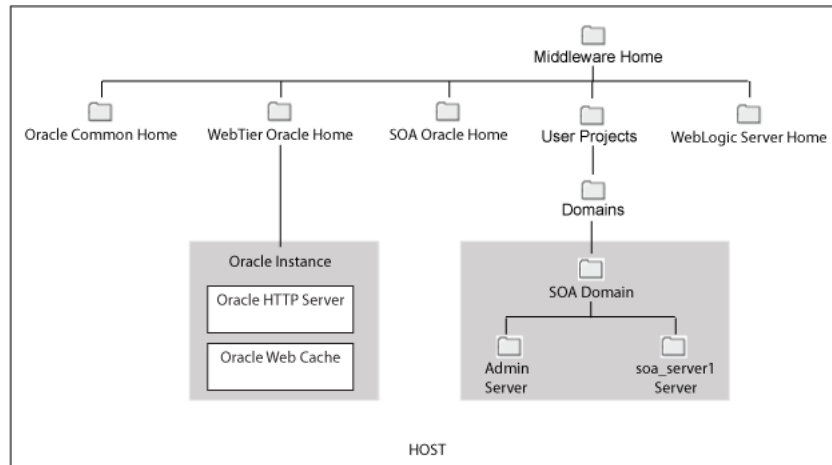 Middleware Home
Oracle Common Home
WebTier Oracle Home
SOA Oracle Home
User Projects
WebLogic Server Home
Domains
Oracle Instance
Oracle HTTP Server
Oracle Web Cache
SOA Domain
Admin
Server
soa_server1
Server
HOST